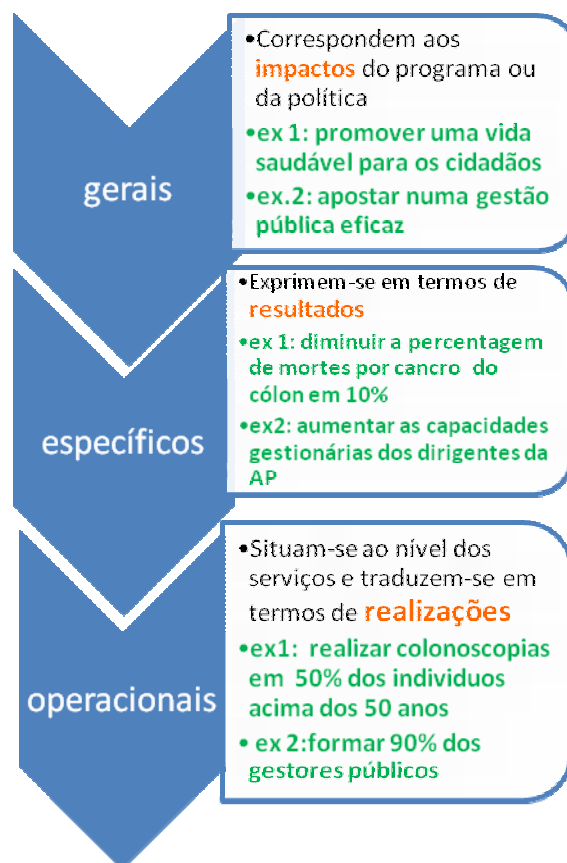 gerais
•Correspondem aos
impactos do programa ou
da política
•ex 1: promover uma vida
saudável para os cidadãos
•ex.2: apostar numa gestão
pública eficaz
específicos
•Exprimem-se em termos de
resultados
•ex 1: diminuir a percentagem
de mortes por cancro do
cólon em 10%
•ex2: aumentar as capacidades
gestionárias dos dirigentes da
AP
operacionais
•Situam-se ao nível dos
serviços e traduzem-se em
termos de realizações
•ex1: realizar colonoscopias
em 50% dos individuos
acima dos 50 anos
• ex 2:formar 90% dos
gestores públicos